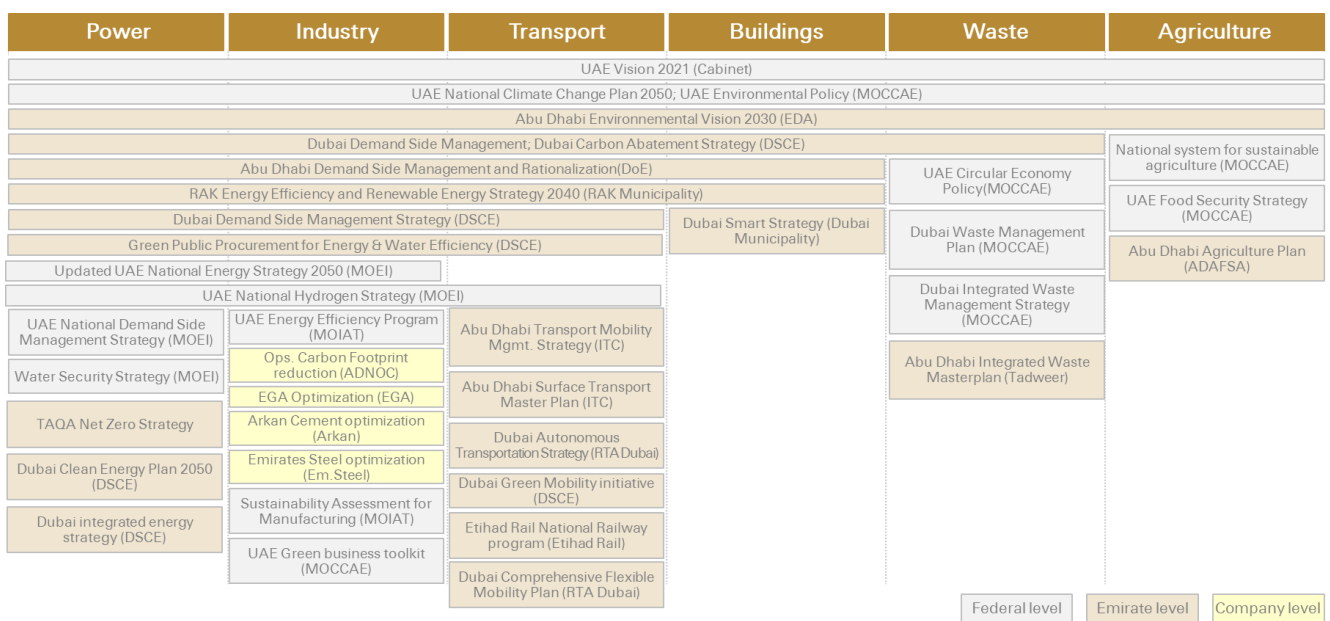 Power
Industry
Transport
Buildings
Waste
Agriculture
UAE Vision 2021 (Cabinet)
UAE National Climate Change Plan 2050; UAE Environmental Policy (MOCCAE)
Abu Dhabi Environnemental Vision 2030 (EDA)
Dubai Demand Side Management; Dubai Carbon Abatement Strategy (DSCE)
Abu Dhabi Demand Side Management and Rationalization(DoE)
RAK Energy Efficiency and Renewable Energy Strategy 2040 (RAK Municipality)
Dubai Demand Side Management Strategy (DSCE)
Green Public Procurement for Energy & Water Efficiency (DSCE)
Updated UAE National Energy Strategy 2050 (MOEI)
UAE National Hydrogen Strategy (MOEI)
UAE National Demand Side
Management Strategy (MOEI)
Water Security Strategy (MOEI)
TAQA Net Zero Strategy
Dubai Clean Energy Plan 2050
(DSCE)
Dubai integrated energy
strategy (DSCE)
UAE Energy Efficiency Program
(MOIAT)
Ops. Carbon Footprint
reduction (ADNOC)
EGA Optimization (EGA)
Arkan Cement optimization
(Arkan)
Emirates Steel optimization
(Em.Steel)
Sustainability Assessment for
Manufacturing (MOIAT)
UAE Green business toolkit
(MOCCAE)
Abu Dhabi Transport Mobility
Mgmt. Strategy (ITC)
Abu Dhabi Surface Transport
Master Plan (ITC)
Dubai Autonomous
Transportation Strategy (RTA Dubai)
Dubai Green Mobility initiative
(DSCE)
Etihad Rail National Railway
program (Etihad Rail)
Dubai Comprehensive Flexible
Mobility Plan (RTA Dubai)
Dubai Smart Strategy (Dubai
Municipality)
UAE Circular Economy
Policy(MOCCAE)
Dubai Waste Management
Plan (MOCCAE)
Dubai Integrated Waste
Management Strategy
(MOCCAE)
Abu Dhabi Integrated Waste
Masterplan (Tadweer)
National system for sustainable
agriculture (MOCCAE)
UAE Food Security Strategy
(MOCCAE)
Abu Dhabi Agriculture Plan
(ADAFSA)
Federal level
Emirate level
Company level